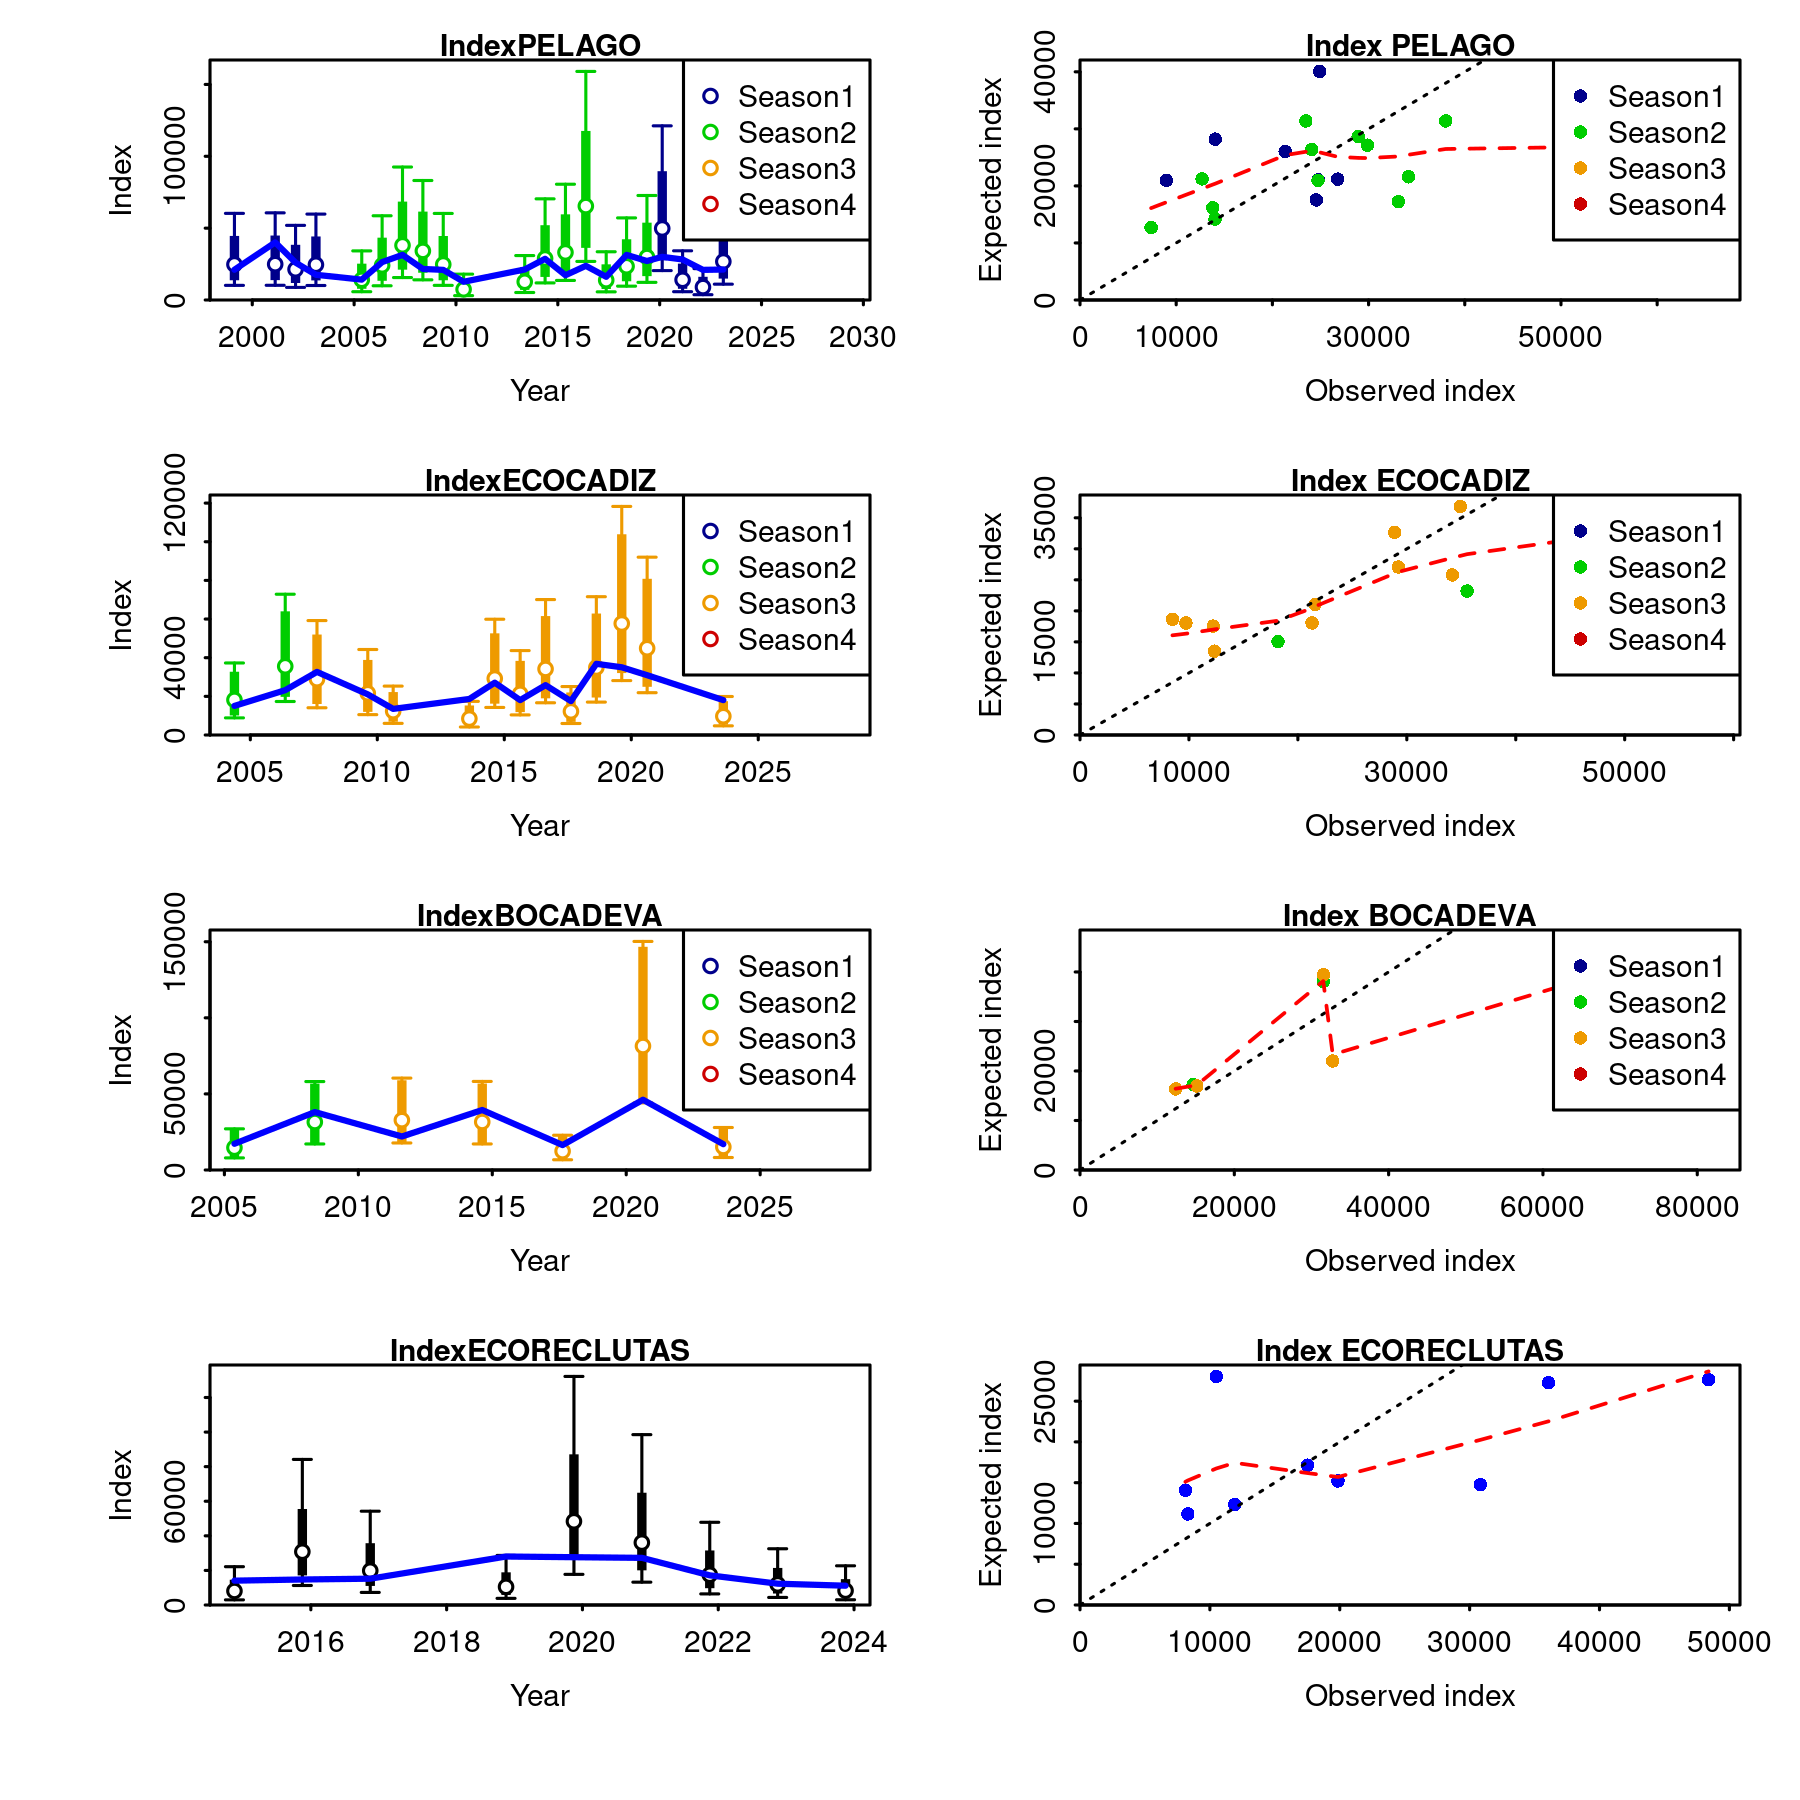 IndexPELAGO
Index
0
100000
Season1
Season2
Season3
Season4
2000 2005 2010 2015 2020 2025 2030
Year
Index PELAGO
Expected index
0 20000 40000
Season1
Season2
Season3
Season4
0 10000 30000 50000
Observed index
IndexECOCADIZ
Index
0 40000 120000
Season1
Season2
Season3
Season4
2005 2010 2015 2020 2025
Year
Index ECOCADIZ
Expected index
0 15000 35000
Season1
Season2
Season3
Season4
0 10000 30000 50000
Observed index
IndexBOCADEVA
Index
0 50000 150000
Season1
Season2
Season3
Season4
2005 2010 2015 2020 2025
Year
Index BOCADEVA
Expected index
0 20000
Season1
Season2
Season3
Season4
0 20000 40000 60000 80000
Observed index
IndexECORECLUTAS
Index
0 60000
2016 2018 2020 2022 2024
Year
Index ECORECLUTAS
Expected index
0 10000 25000
0 10000 20000 30000 40000 50000
Observed index